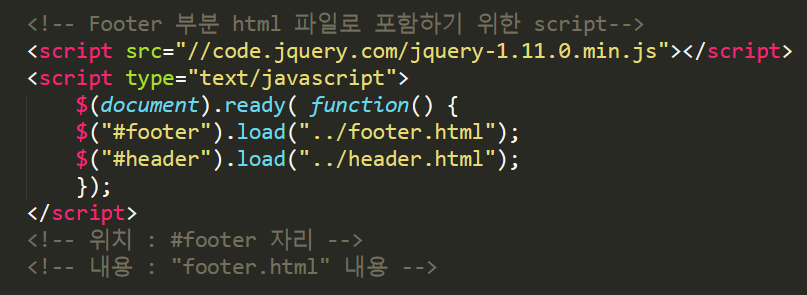 <!-- Footer 부분 html 파일로 포함하기 위한 script-->
<script src="//code.jquery.com/jquery-1.11.0.min.js"></script>
<script type="text/javascript">
    $(document).ready( function() {
    $("#footer").load("../footer.html");
    $("#header").load("../header.html");
    });
</script>
<!-- 위치 : #footer 자리 -->
<!-- 내용 : "footer.html" 내용 -->